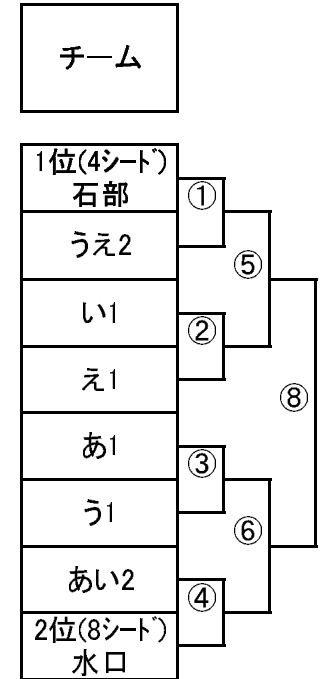 チーム
1位(4シード)
石部
①
うえ2
⑤
い1
②
え1
⑧
あ1
③
う1
⑥
あい2
④
2位(8シード)
水口